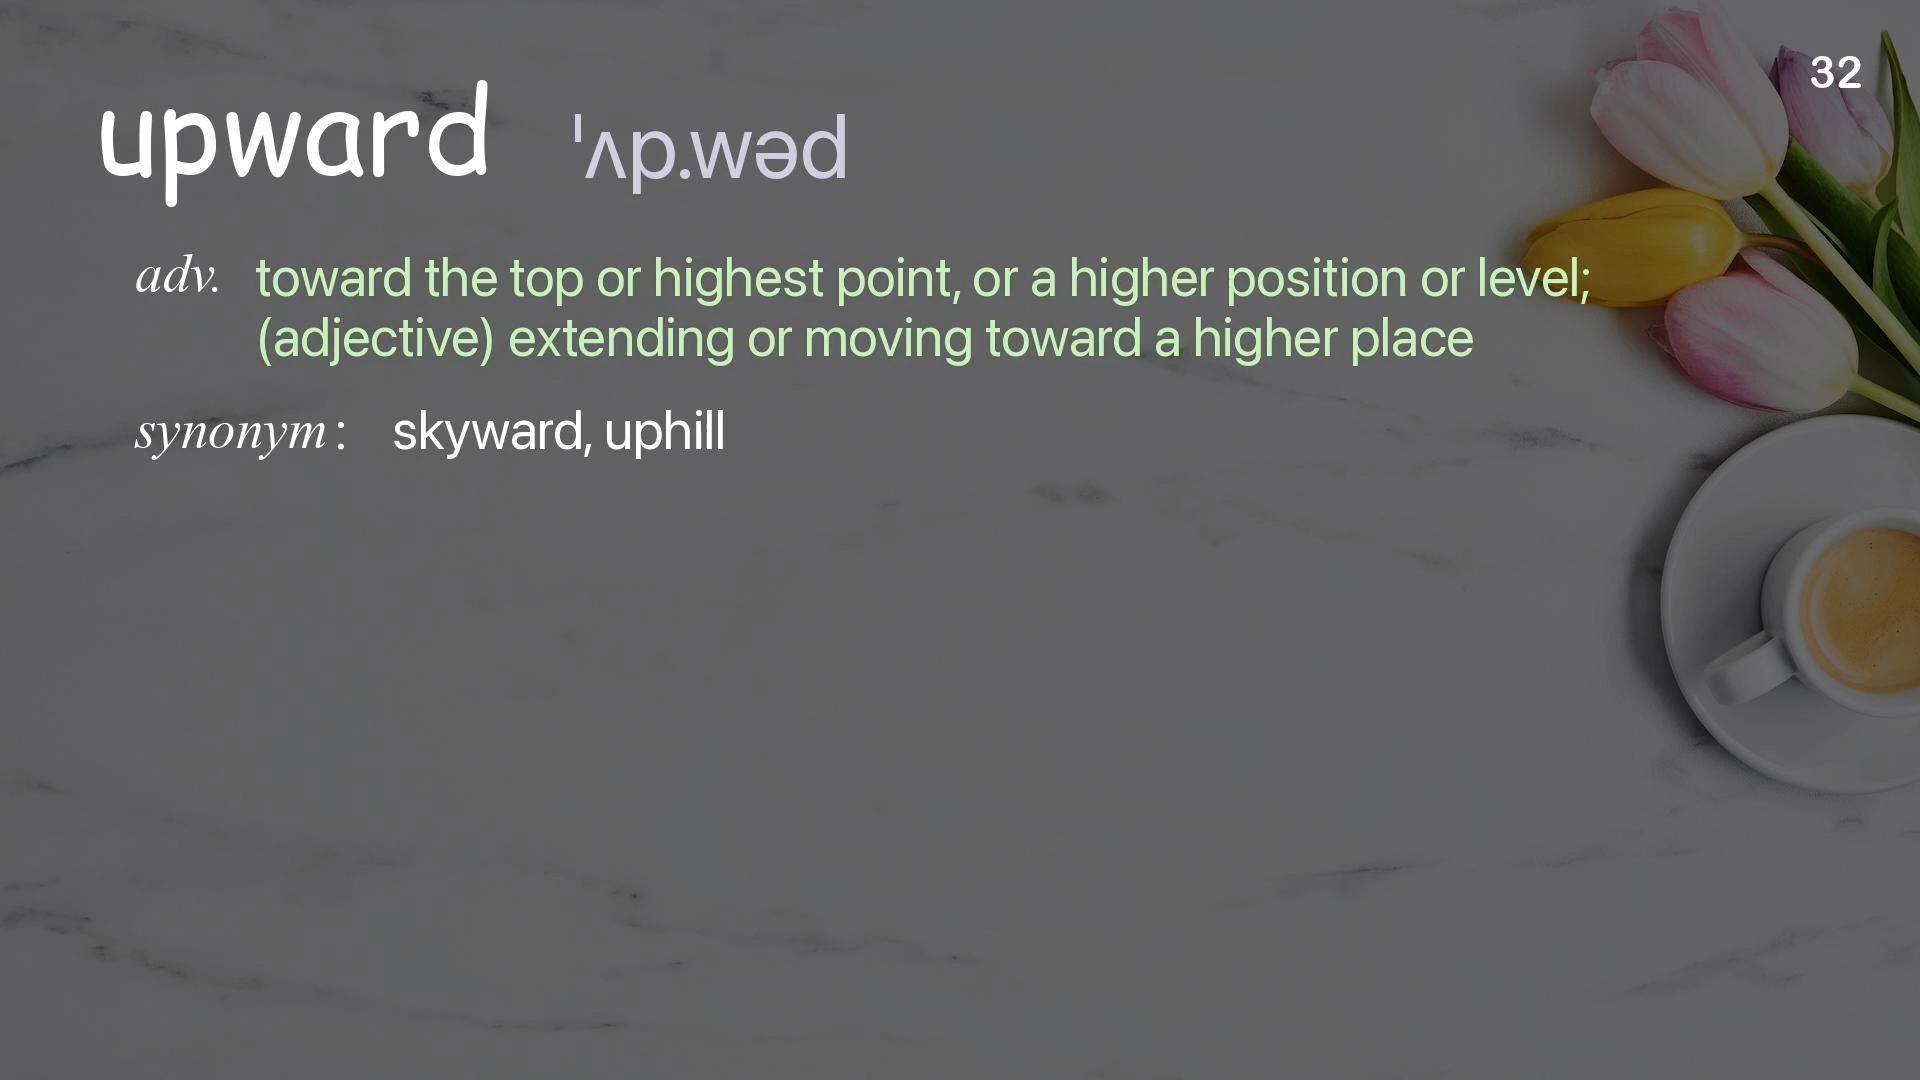 32
upward ˈʌp.wəd
adv. toward the top or highest point, or a higher position or level;
(adjective) extending or moving toward a higher place
synonym: skyward, uphill